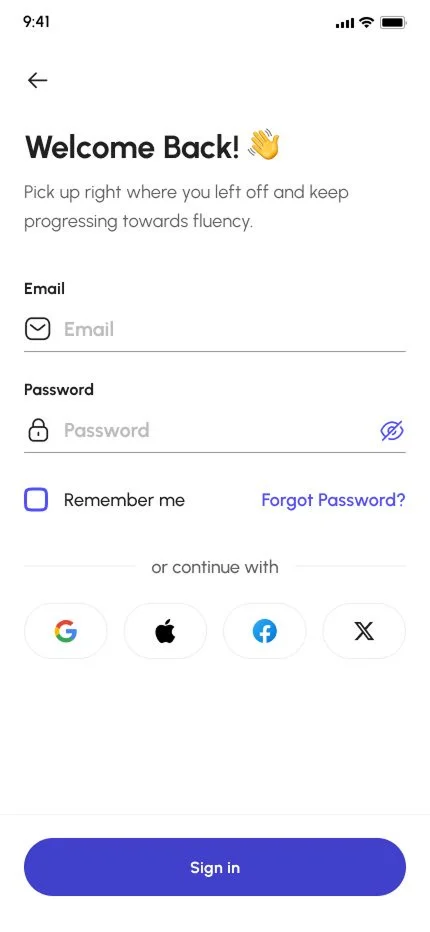 9:41
Welcome Back! 👋
Pick up right where you left off and keep
progressing towards fluency.
Email
Email
Password
Password
Remember me
Forgot Password?
or continue with
Sign in